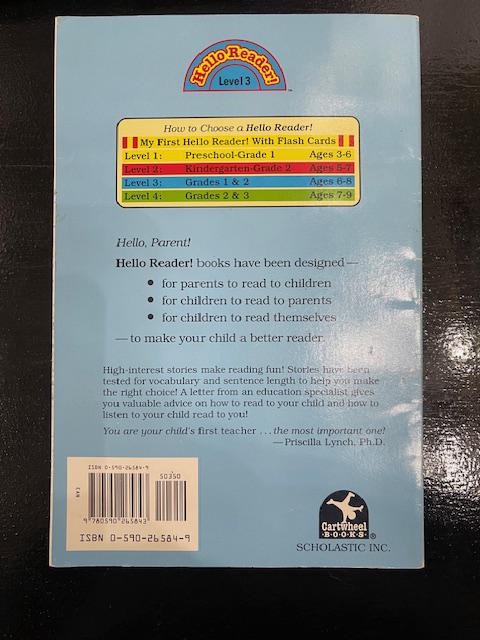 Hello Reader!
Level 3
™
How to Choose a Hello Reader!
My First Hello Reader! With Flash Cards
Level 1: Preschool-Grade 1 Ages 3-6
Level 2: Kindergarten-Grade 2 Ages 5-7
Level 3: Grades 1 & 2 Ages 6-8
Level 4: Grades 2 & 3 Ages 7-9
Hello, Parent!
Hello Reader! books have been designed—
• for parents to read to children
• for children to read to parents
• for children to read themselves
—to make your child a better reader.
High-interest stories make reading fun! Stories have been
tested for vocabulary and sentence length to help you make
the right choice! A letter from an education specialist gives
you valuable advice on how to read to your child and how to
listen to your child read to you!
You are your child's first teacher . . . the most important one!
—Priscilla Lynch, Ph.D.
ISBN 0-590-26584-9
50350
EAN
9 780590 265843
ISBN 0-590-26584-9
Cartwheel
·B·O·O·K·S·
®
SCHOLASTIC INC.